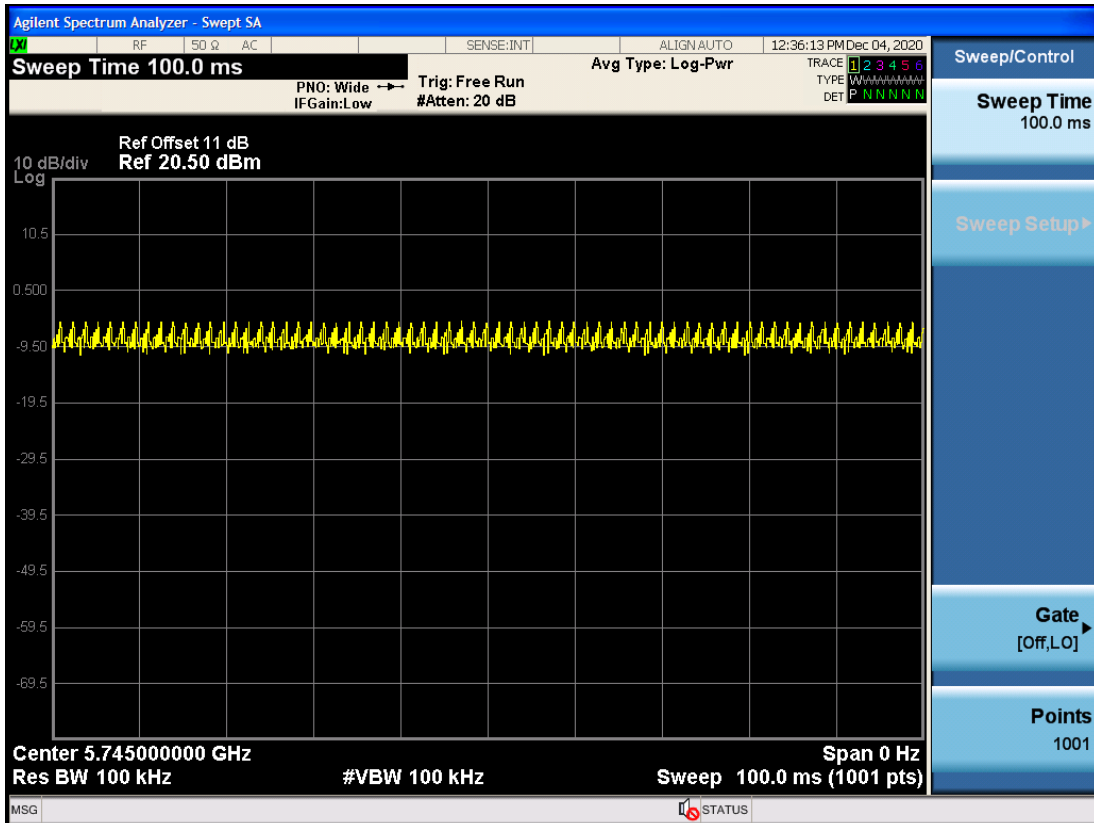 Agilent Spectrum Analyzer - Swept SA
LXI RF 50 Ω AC SENSE:INT ALIGN AUTO 12:36:13 PM Dec 04, 2020
Sweep Time 100.0 ms
PNO: Wide
IFGain:Low
Trig: Free Run
#Atten: 20 dB
Avg Type: Log-Pwr
TRACE 1 2 3 4 5 6
TYPE WWWWWW
DET P N N N N N
Ref Offset 11 dB
10 dB/div Ref 20.50 dBm
Log
10.5
0.500
-9.50
-19.5
-29.5
-39.5
-49.5
-59.5
-69.5
Center 5.745000000 GHz Span 0 Hz
Res BW 100 kHz #VBW 100 kHz Sweep 100.0 ms (1001 pts)
MSG STATUS
Sweep/Control
Sweep Time
100.0 ms
Sweep Setup
Gate
[Off,LO]
Points
1001